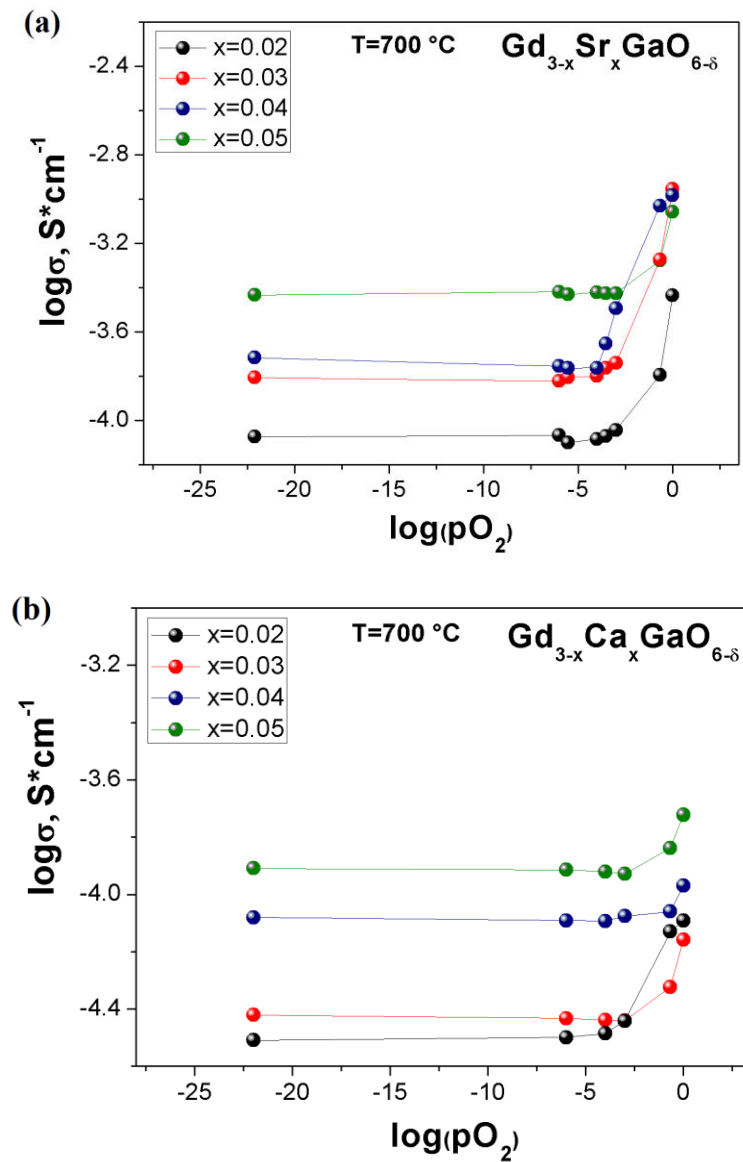 (a)
x=0.02 T=700 °C Gd₃₋ₓSrₓGaO₆₋δ
x=0.03
x=0.04
x=0.05
-2.4
-2.8
-3.2
-3.6
-4.0
logσ, S*cm⁻¹
-25 -20 -15 -10 -5 0
log(pO₂)
(b)
x=0.02 T=700 °C Gd₃₋ₓCaₓGaO₆₋δ
x=0.03
x=0.04
x=0.05
-3.2
-3.6
-4.0
-4.4
logσ, S*cm⁻¹
-25 -20 -15 -10 -5 0
log(pO₂)